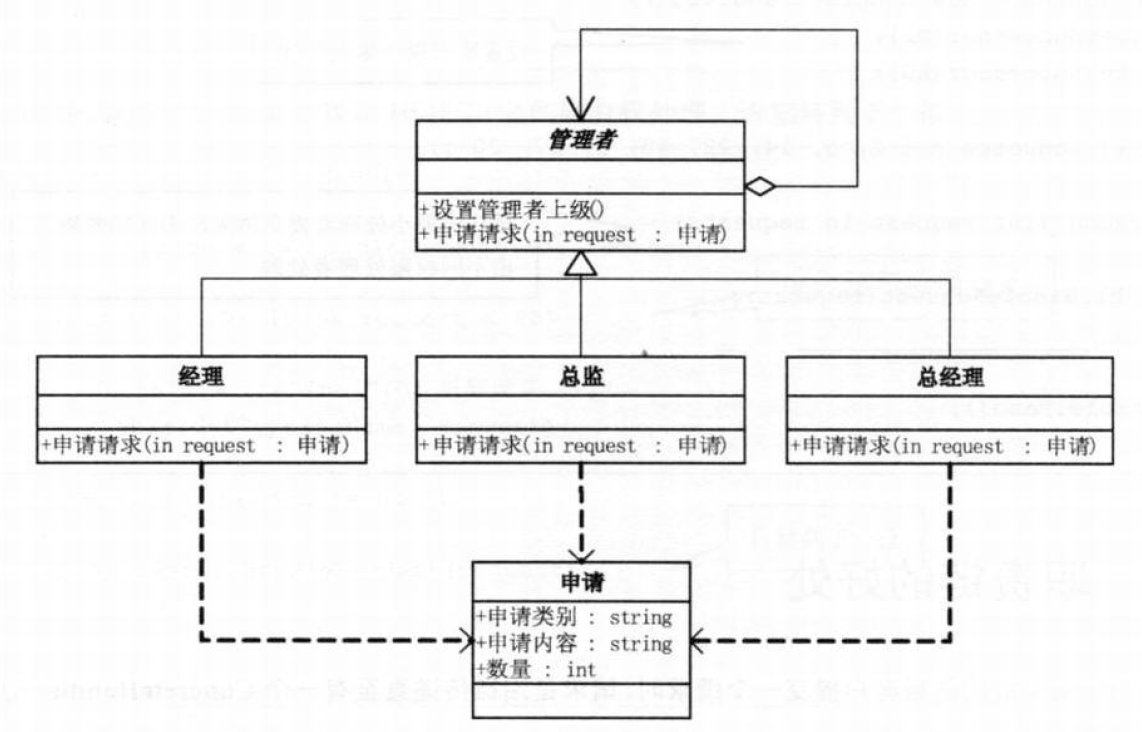 管理者
+设置管理者上级()
+申请请求(in request : 申请)
经理
+申请请求(in request : 申请)
总监
+申请请求(in request : 申请)
总经理
+申请请求(in request : 申请)
申请
+申请类别 : string
+申请内容 : string
+数量 : int